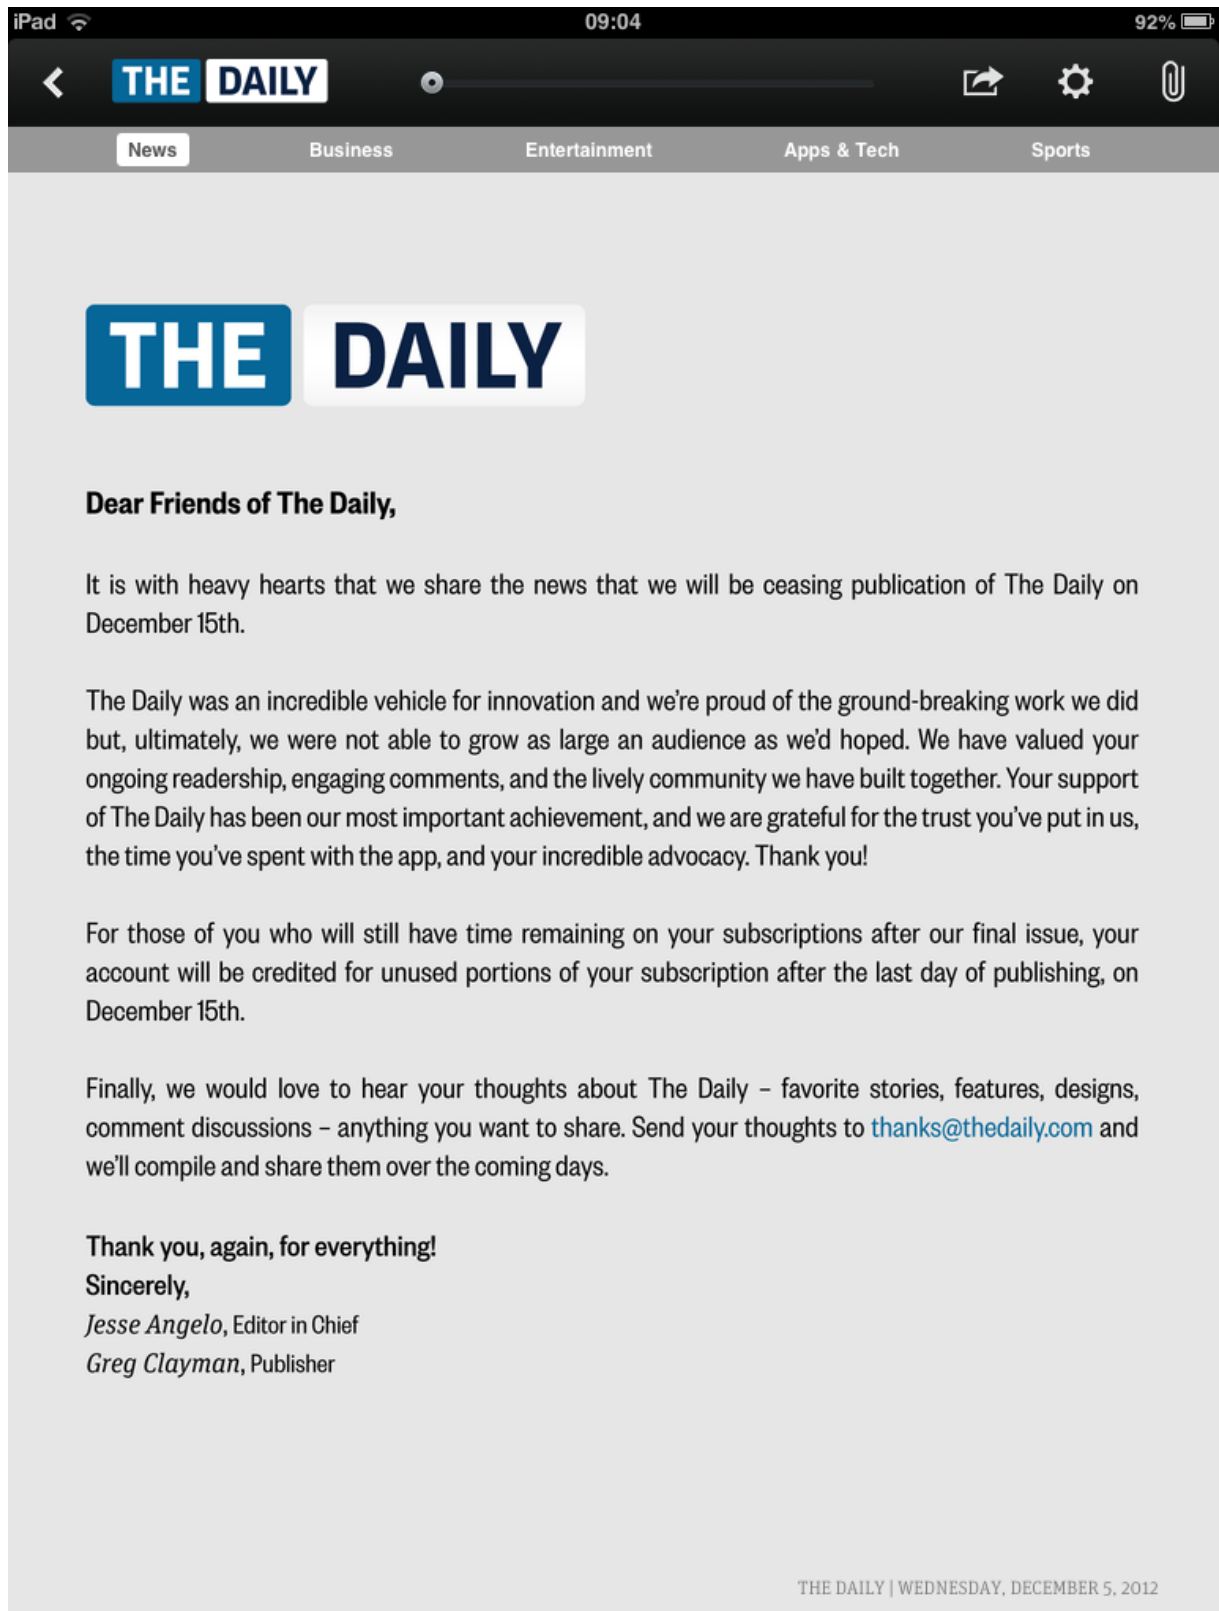 iPad 09:04 92%
THE DAILY
News Business Entertainment Apps & Tech Sports
THE DAILY
Dear Friends of The Daily,
It is with heavy hearts that we share the news that we will be ceasing publication of The Daily on
December 15th.
The Daily was an incredible vehicle for innovation and we’re proud of the ground-breaking work we did
but, ultimately, we were not able to grow as large an audience as we’d hoped. We have valued your
ongoing readership, engaging comments, and the lively community we have built together. Your support
of The Daily has been our most important achievement, and we are grateful for the trust you’ve put in us,
the time you’ve spent with the app, and your incredible advocacy. Thank you!
For those of you who will still have time remaining on your subscriptions after our final issue, your
account will be credited for unused portions of your subscription after the last day of publishing, on
December 15th.
Finally, we would love to hear your thoughts about The Daily – favorite stories, features, designs,
comment discussions – anything you want to share. Send your thoughts to thanks@thedaily.com and
we’ll compile and share them over the coming days.
Thank you, again, for everything!
Sincerely,
Jesse Angelo, Editor in Chief
Greg Clayman, Publisher
THE DAILY | WEDNESDAY, DECEMBER 5, 2012